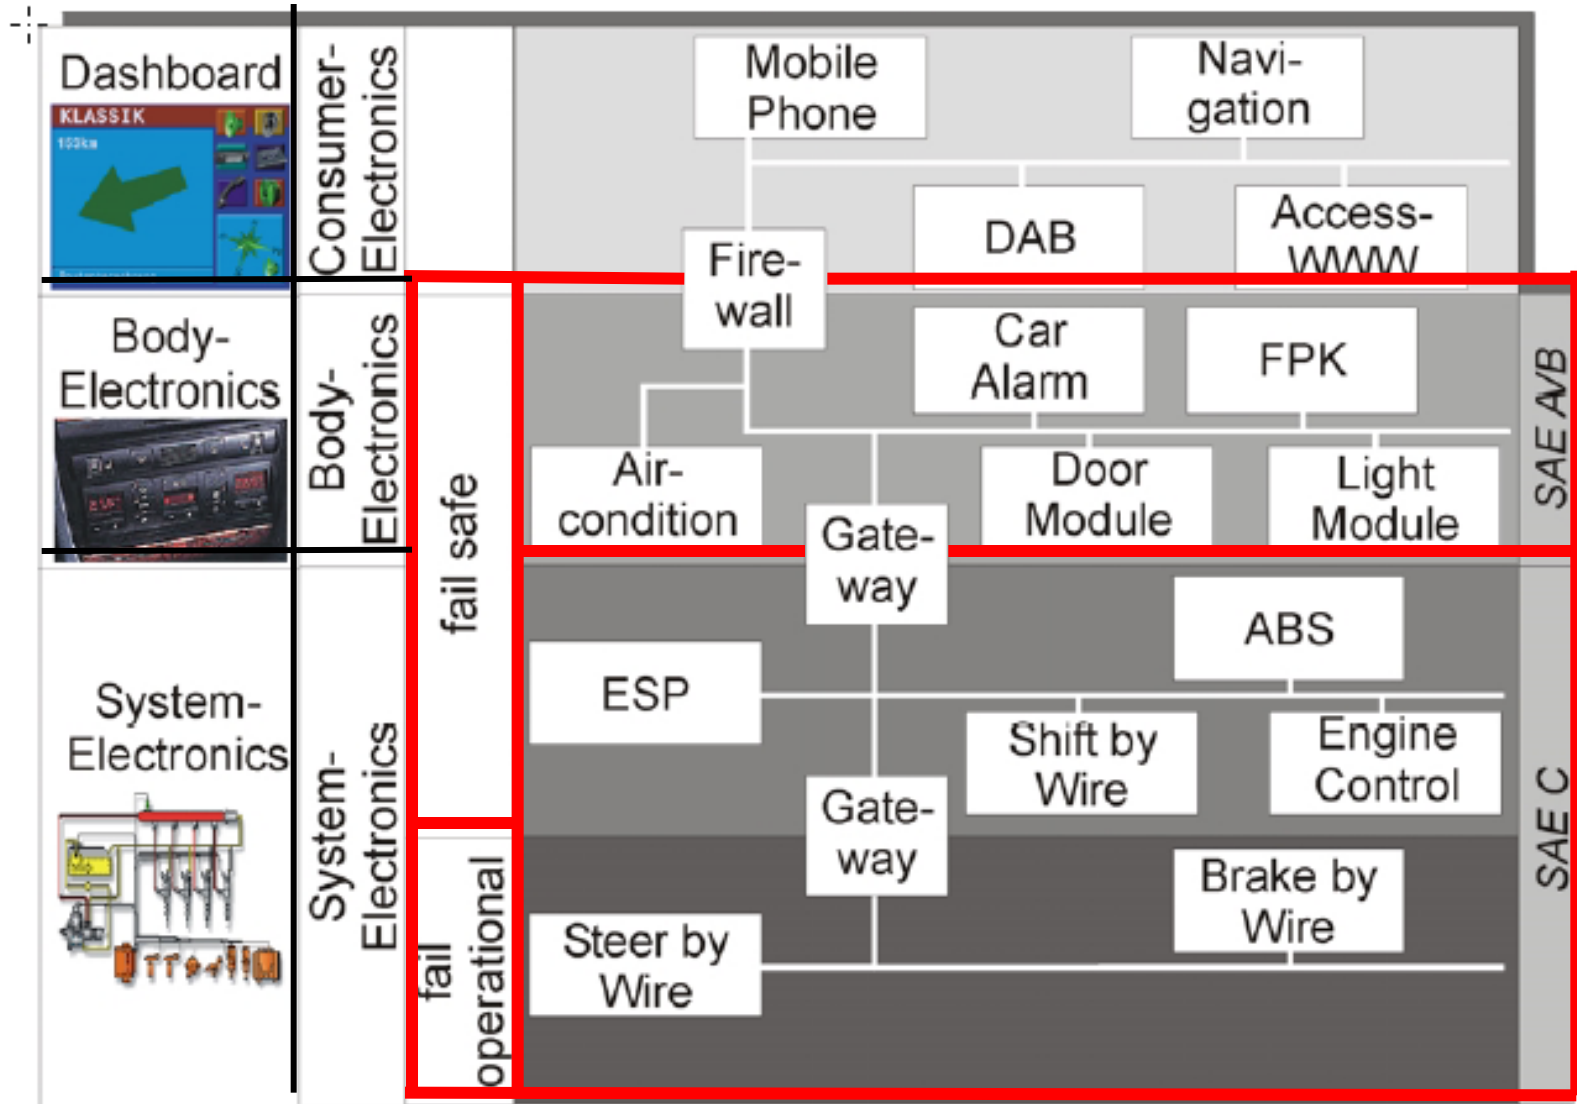 Dashboard
KLASSIK
103km
Consumer-
Electronics
Mobile
Phone
Navi-
gation
DAB
Access-
WWW
Fire-
wall
Body-
Electronics
Body-
Electronics
fail safe
Car
Alarm
FPK
SAE A/B
Air-
condition
Door
Module
Light
Module
Gate-
way
System-
Electronics
System-
Electronics
ESP
ABS
Shift by
Wire
Engine
Control
SAE C
Gate-
way
fail
operational
Steer by
Wire
Brake by
Wire